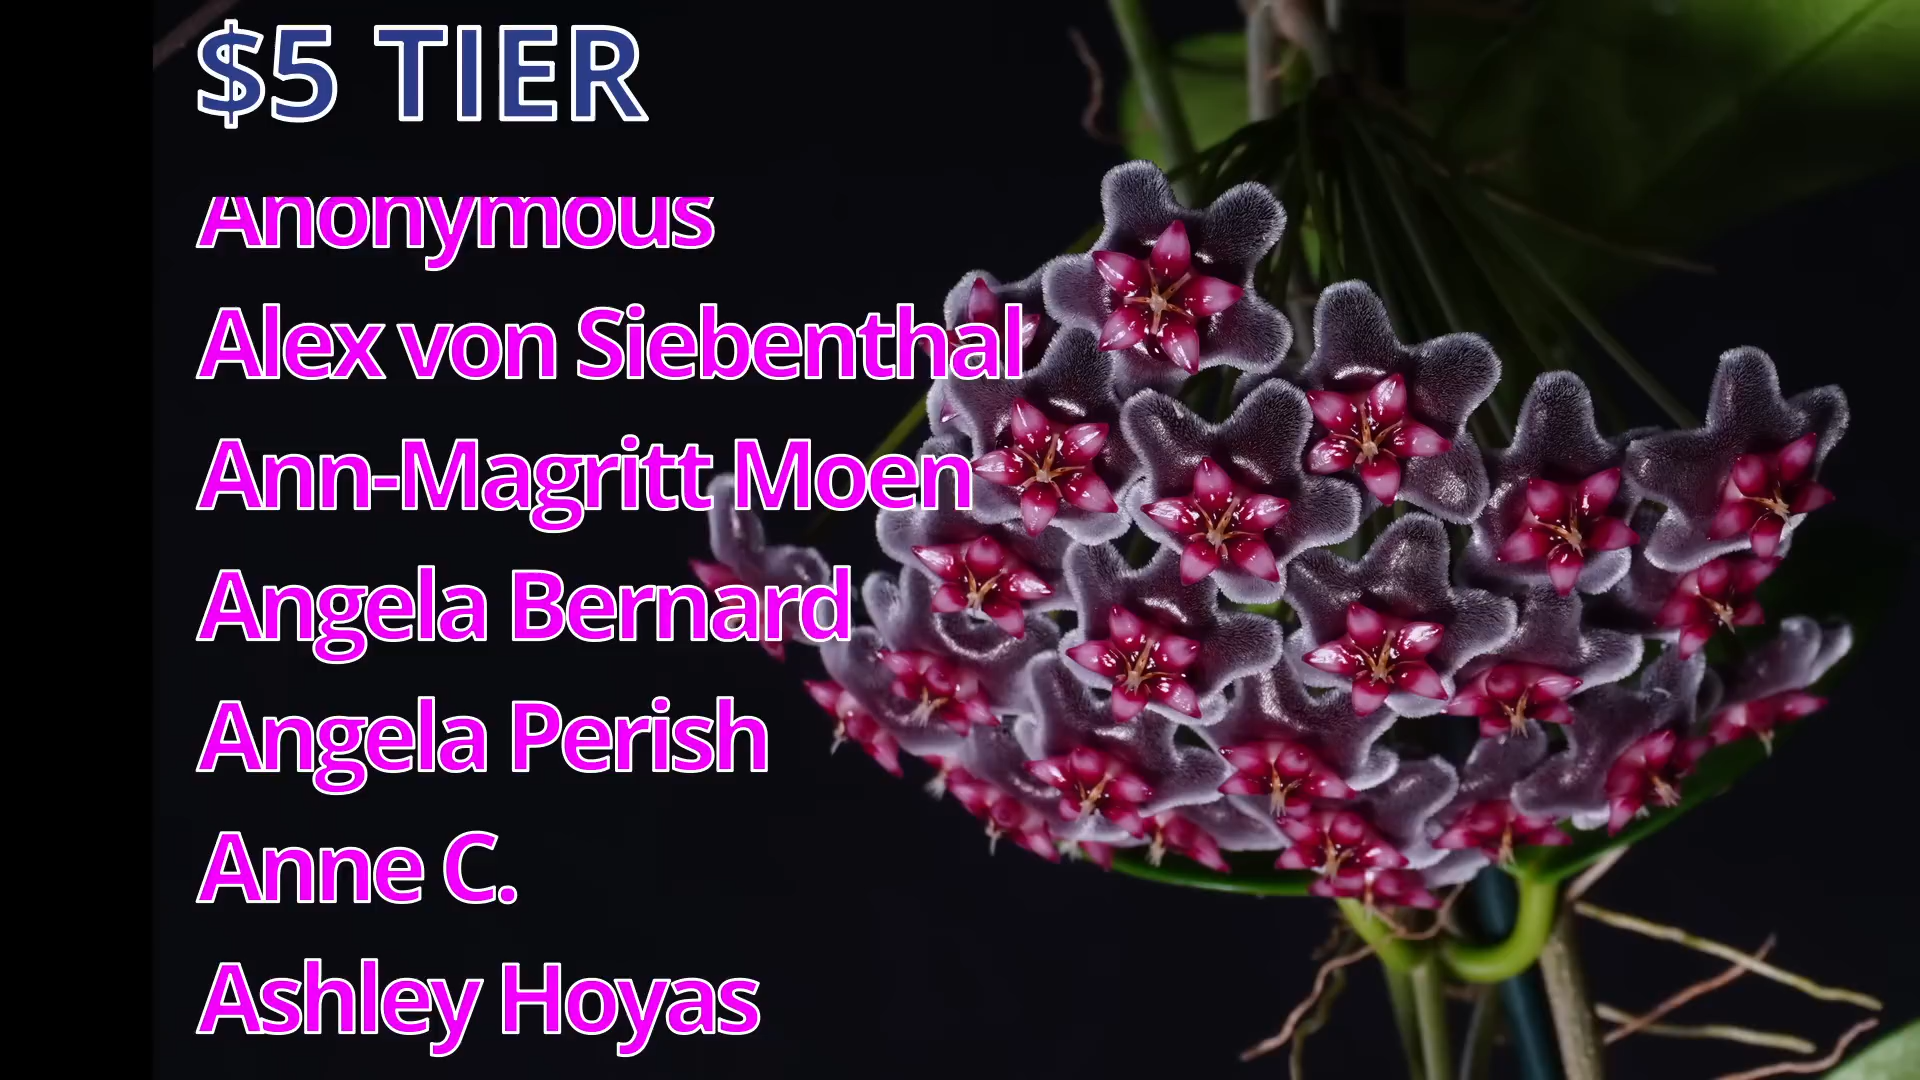 $5 TIER
Anonymous
Alex von Siebenthal
Ann-Magritt Moen
Angela Bernard
Angela Perish
Anne C.
Ashley Hoyas